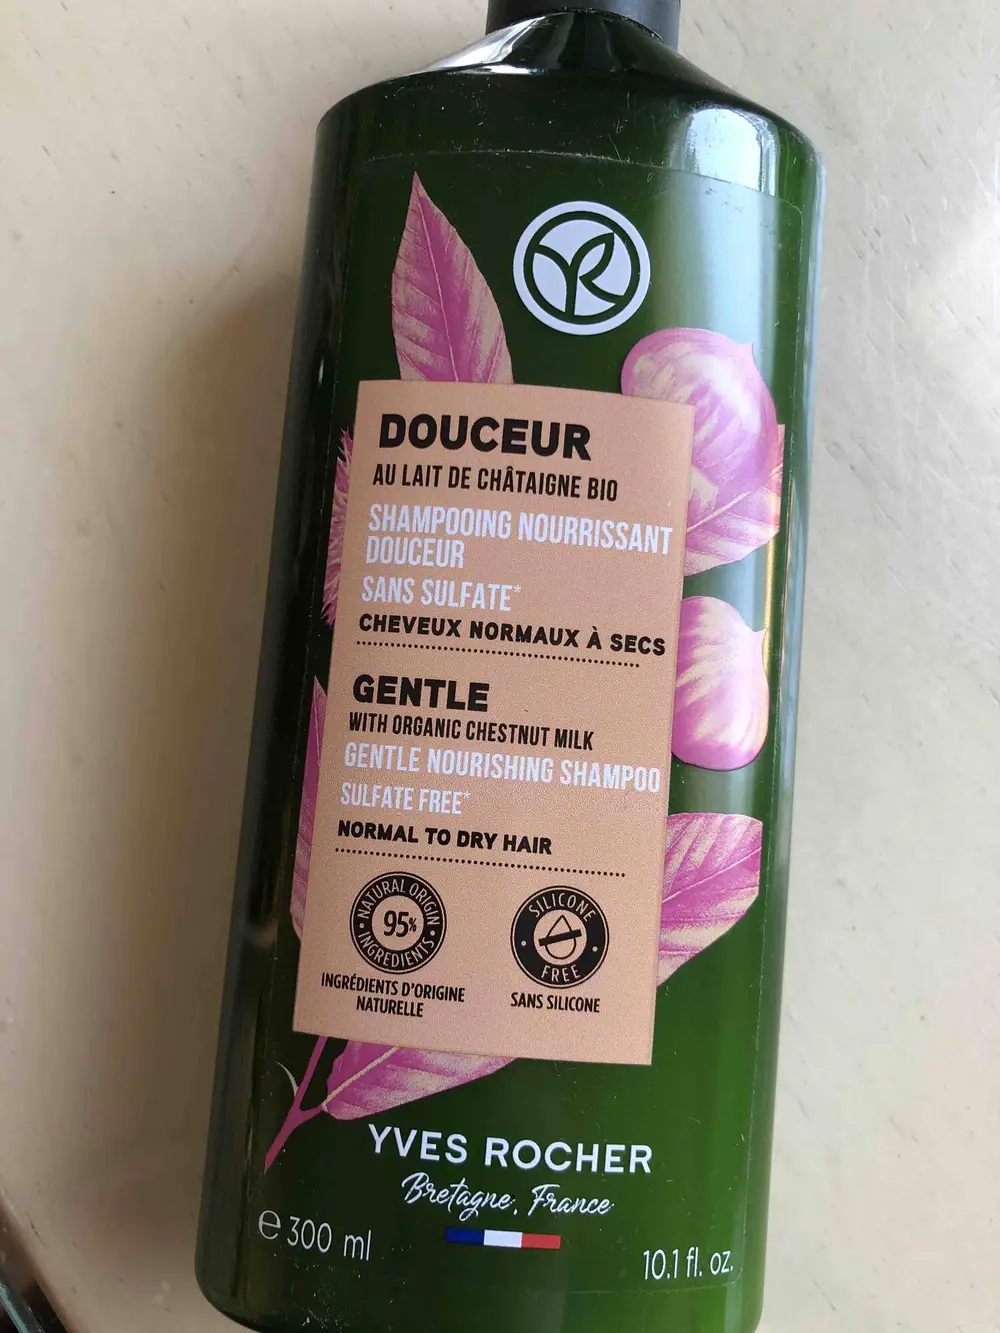 DOUCEUR
AU LAIT DE CHÂTAIGNE BIO
SHAMPOOING NOURRISSANT
DOUCEUR
SANS SULFATE*
CHEVEUX NORMAUX À SECS
GENTLE
WITH ORGANIC CHESTNUT MILK
GENTLE NOURISHING SHAMPOO
SULFATE FREE*
NORMAL TO DRY HAIR
NATURAL ORIGIN
95%
INGREDIENTS
INGRÉDIENTS D'ORIGINE
NATURELLE
SILICONE
FREE
SANS SILICONE
YVES ROCHER
Bretagne, France
e 300 ml
10.1 fl. oz.